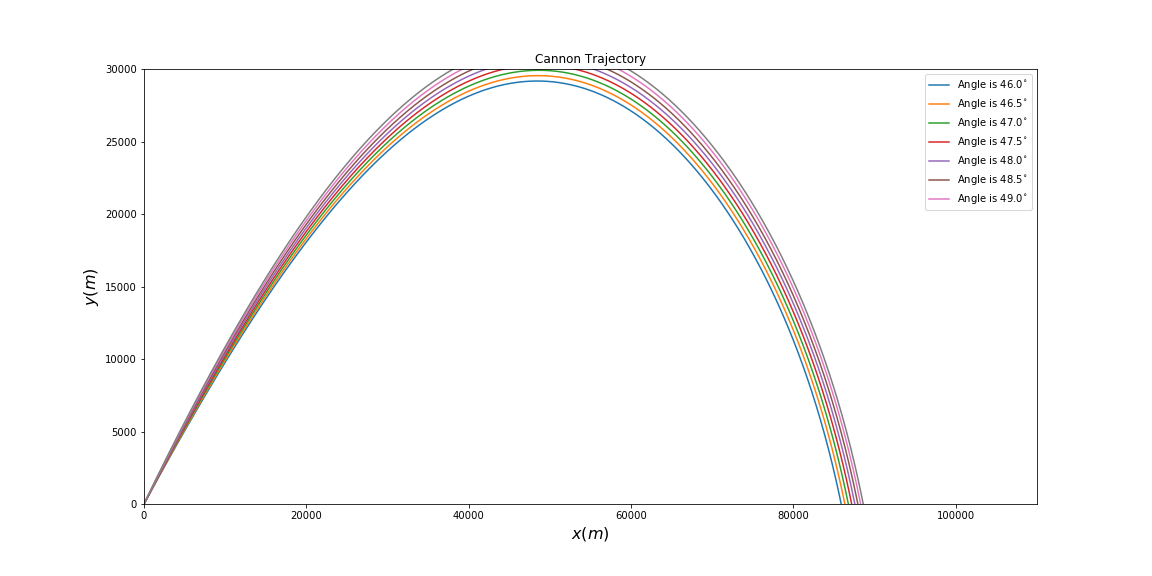 Cannon Trajectory
30000
25000
20000
15000
10000
5000
0
y(m)
0 20000 40000 60000 80000 100000
x(m)
Angle is 46.0°
Angle is 46.5°
Angle is 47.0°
Angle is 47.5°
Angle is 48.0°
Angle is 48.5°
Angle is 49.0°